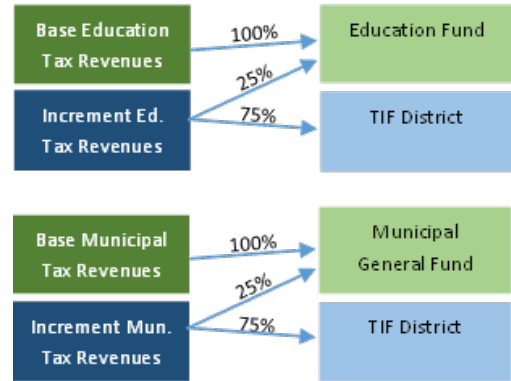 Base Education
Tax Revenues
100%
Education Fund
25%
Increment Ed.
Tax Revenues
75%
TIF District
Base Municipal
Tax Revenues
100%
Municipal
General Fund
25%
Increment Mun.
Tax Revenues
75%
TIF District